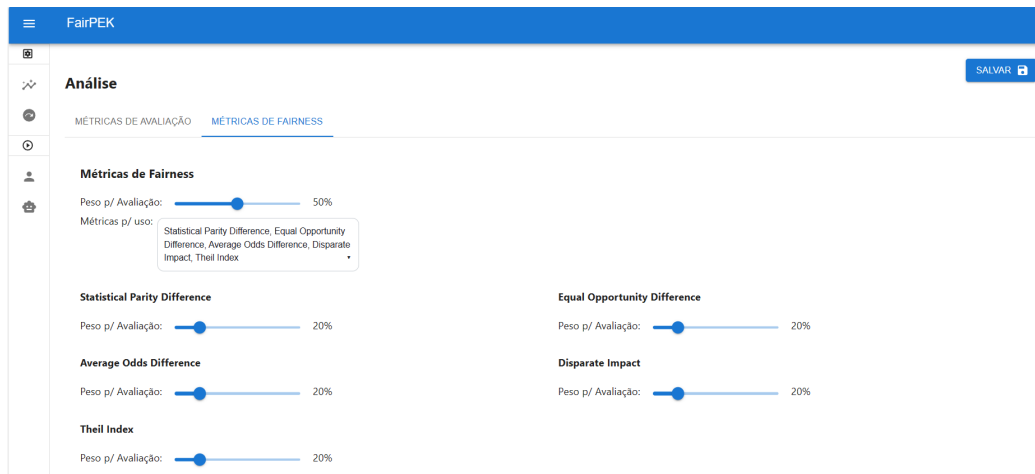 FairPEK
SALVAR
Análise
MÉTRICAS DE AVALIAÇÃO MÉTRICAS DE FAIRNESS
Métricas de Fairness
Peso p/ Avaliação: 50%
Métricas p/ uso:
Statistical Parity Difference, Equal Opportunity
Difference, Average Odds Difference, Disparate
Impact, Theil Index
Statistical Parity Difference
Peso p/ Avaliação: 20%
Equal Opportunity Difference
Peso p/ Avaliação: 20%
Average Odds Difference
Peso p/ Avaliação: 20%
Disparate Impact
Peso p/ Avaliação: 20%
Theil Index
Peso p/ Avaliação: 20%